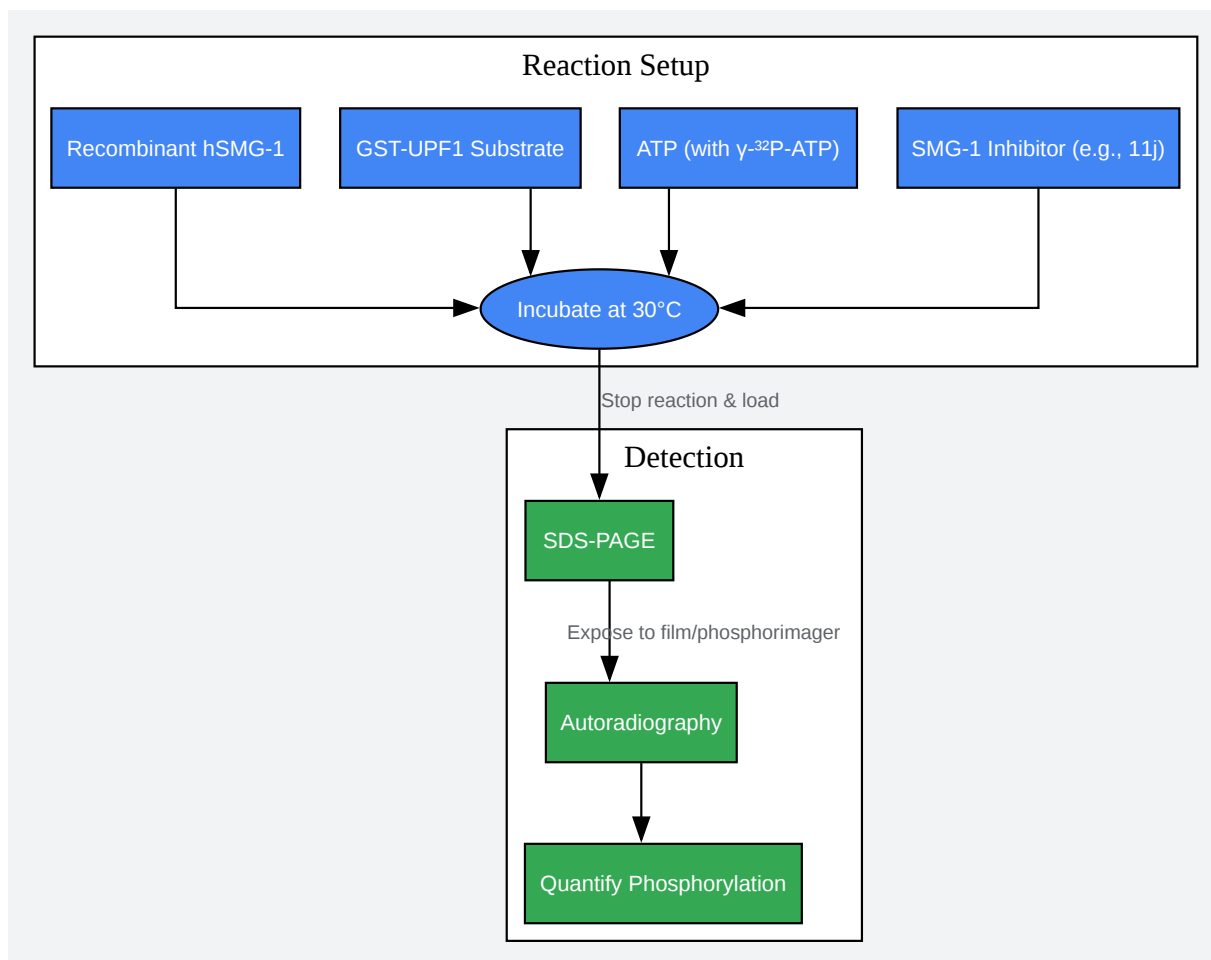 Reaction Setup
Recombinant hSMG-1
GST-UPF1 Substrate
ATP (with γ-³²P-ATP)
SMG-1 Inhibitor (e.g., 11j)
Incubate at 30°C
Stop reaction & load
Detection
SDS-PAGE
Expose to film/phosphorimager
Autoradiography
Quantify Phosphorylation